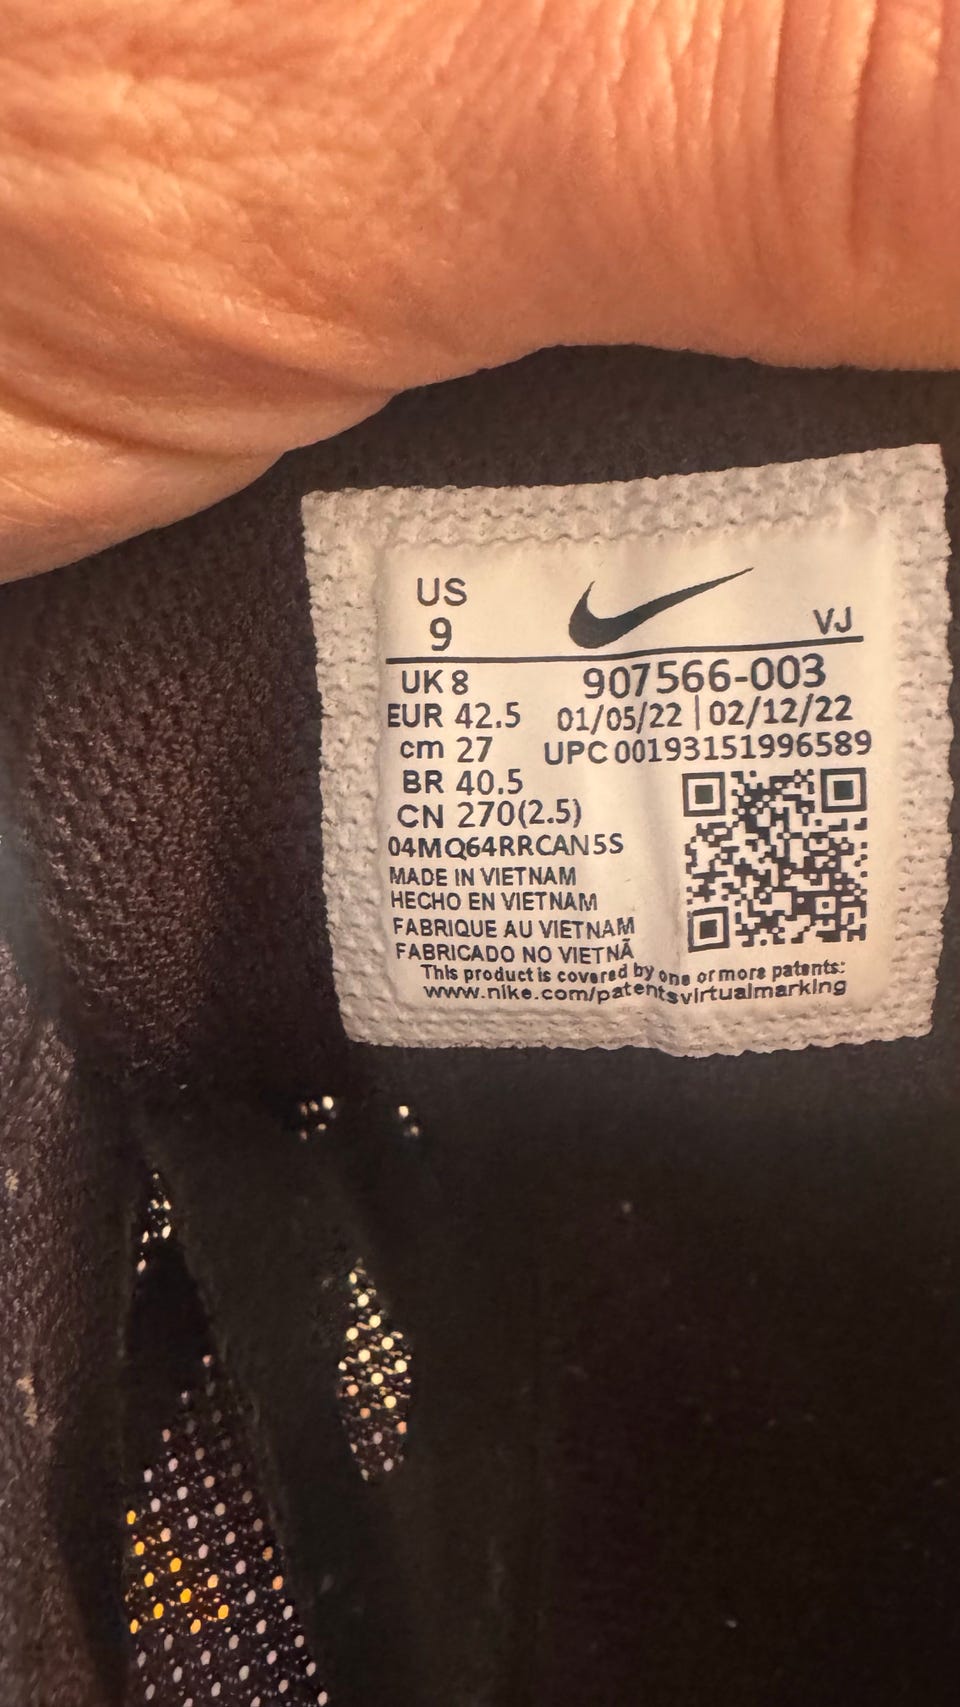 US
9
VJ
UK 8
907566-003
EUR 42.5
01/05/22 | 02/12/22
cm 27
UPC 00193151996589
BR 40.5
CN 270(2.5)
04MQ64RRCAN5S
MADE IN VIETNAM
HECHO EN VIETNAM
FABRIQUE AU VIETNAM
FABRICADO NO VIETNÃ
This product is covered by one or more patents:
www.nike.com/patentsvirtualmarking